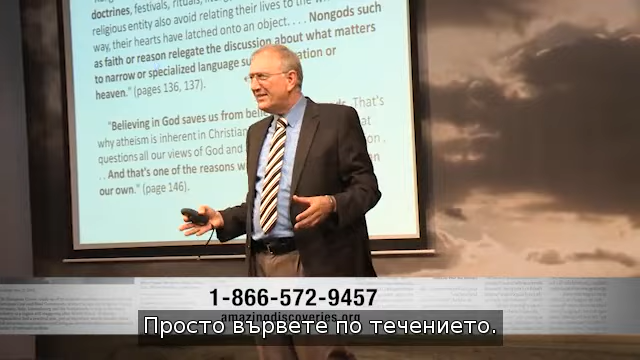 doctrines, festivals, rituals,
religious entity also avoid relating their lives to the
way, their hearts have latched onto an object. . . . Nongods such
as faith or reason relegate the discussion about what matters
to narrow or specialized language or
heaven." (pages 136, 137).
"Believing in God saves us from That's
why atheism is inherent in at
questions all our views of God and
. . And that's one of the reasons
our own." (page 146).
1-866-572-9457
amazingdiscoveries.org
Просто вървете по течението.